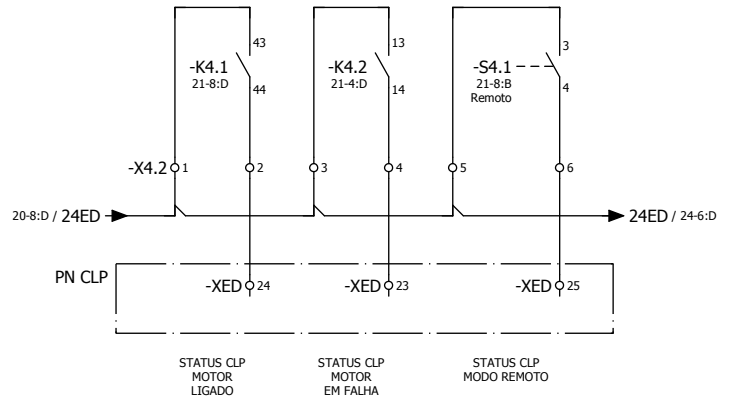 43
-K4.1
21-8:D
44
13
-K4.2
21-4:D
14
3
-S4.1
21-8:B
Remoto
4
-X4.2 1 2 3 4 5 6
20-8:D / 24ED
24ED / 24-6:D
PN CLP
-XED 24
-XED 23
-XED 25
STATUS CLP
MOTOR
LIGADO
STATUS CLP
MOTOR
EM FALHA
STATUS CLP
MODO REMOTO